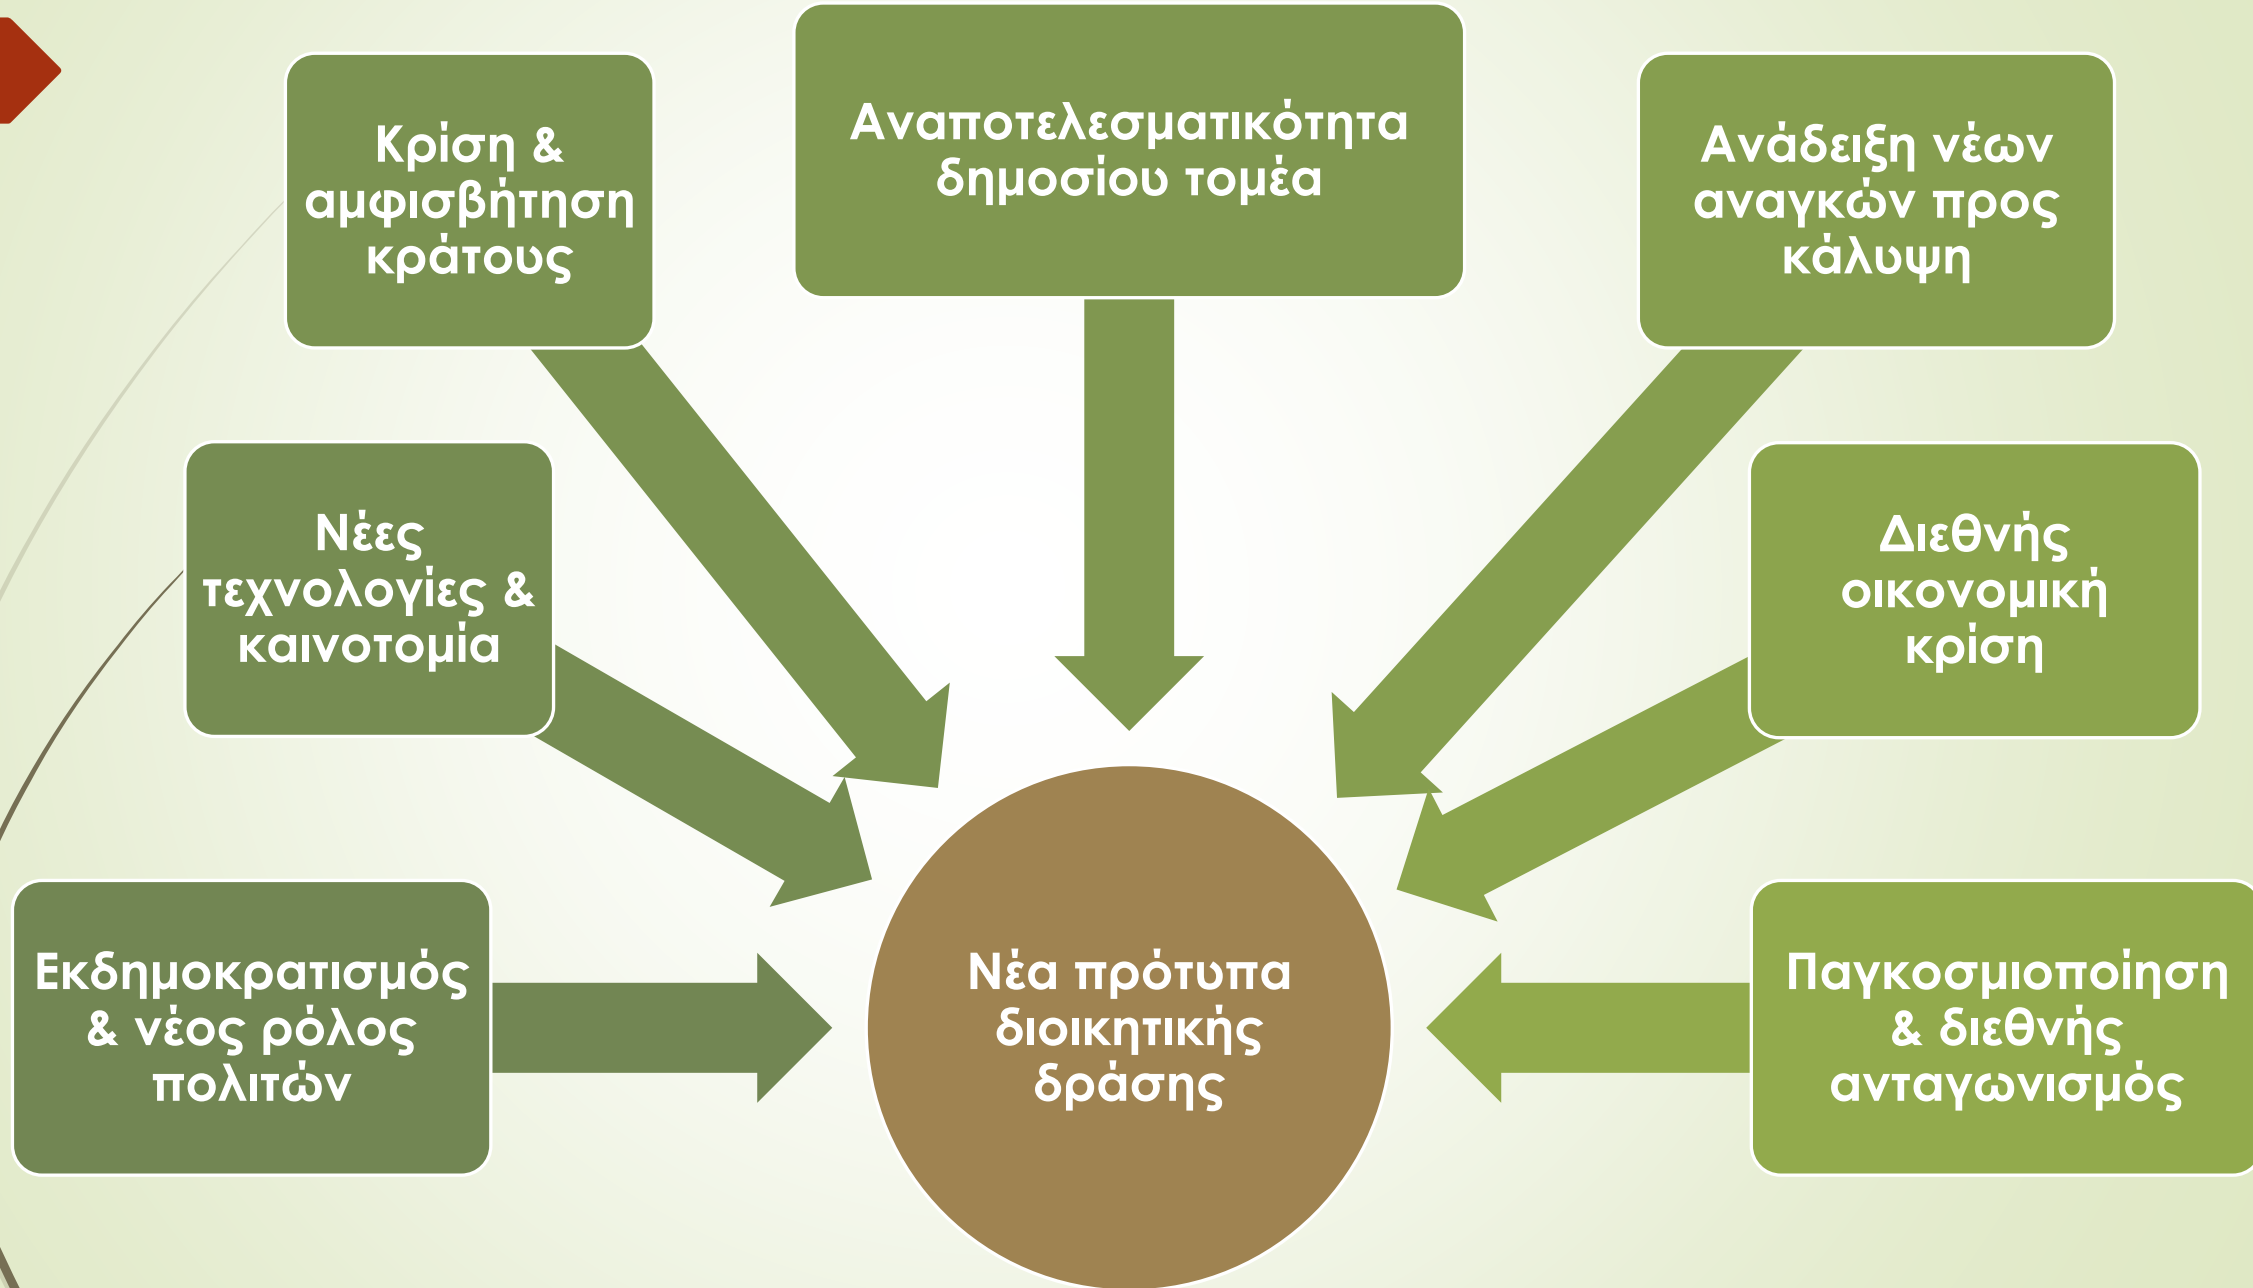 Κρίση &
αμφισβήτηση
κράτους
Αναποτελεσματικότητα
δημοσίου τομέα
Ανάδειξη νέων
αναγκών προς
κάλυψη
Νέες
τεχνολογίες &
καινοτομία
Διεθνής
οικονομική
κρίση
Εκδημοκρατισμός
& νέος ρόλος
πολιτών
Νέα πρότυπα
διοικητικής
δράσης
Παγκοσμιοποίηση
& διεθνής
ανταγωνισμός